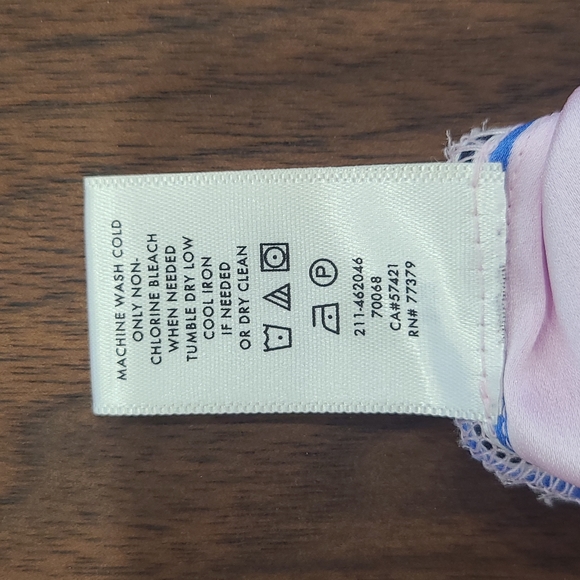 MACHINE WASH COLD
ONLY NON-
CHLORINE BLEACH
WHEN NEEDED
TUMBLE DRY LOW
COOL IRON
IF NEEDED
OR DRY CLEAN
P
211-462046
70068
CA#57421
RN# 77379